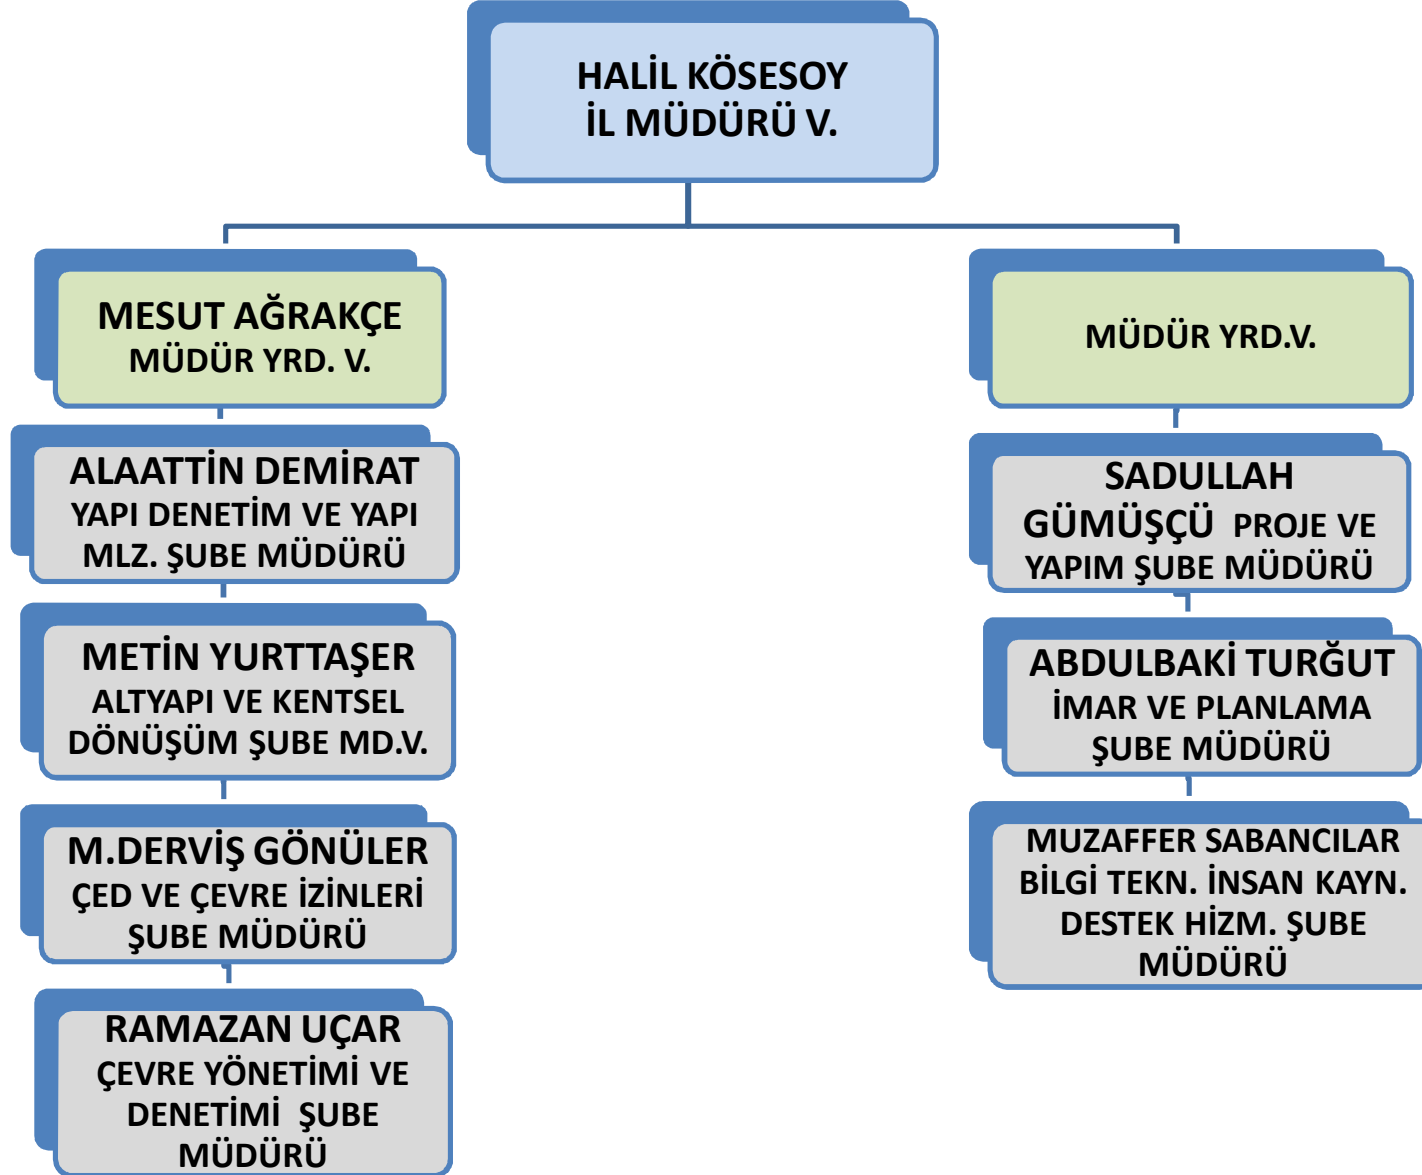 HALİL KÖSESOY
İL MÜDÜRÜ V.
MESUT AĞRAKÇE
MÜDÜR YRD. V.
ALAATTİN DEMİRAT
YAPI DENETİM VE YAPI
MLZ. ŞUBE MÜDÜRÜ
METİN YURTTAŞER
ALTYAPI VE KENTSEL
DÖNÜŞÜM ŞUBE MD.V.
M.DERVİŞ GÖNÜLER
ÇED VE ÇEVRE İZİNLERİ
ŞUBE MÜDÜRÜ
RAMAZAN UÇAR
ÇEVRE YÖNETİMİ VE
DENETİMİ ŞUBE
MÜDÜRÜ
MÜDÜR YRD.V.
SADULLAH
GÜMÜŞÇÜ PROJE VE
YAPIM ŞUBE MÜDÜRÜ
ABDULBAKİ TURĞUT
İMAR VE PLANLAMA
ŞUBE MÜDÜRÜ
MUZAFFER SABANCILAR
BİLGİ TEKN. İNSAN KAYN.
DESTEK HİZM. ŞUBE
MÜDÜRÜ